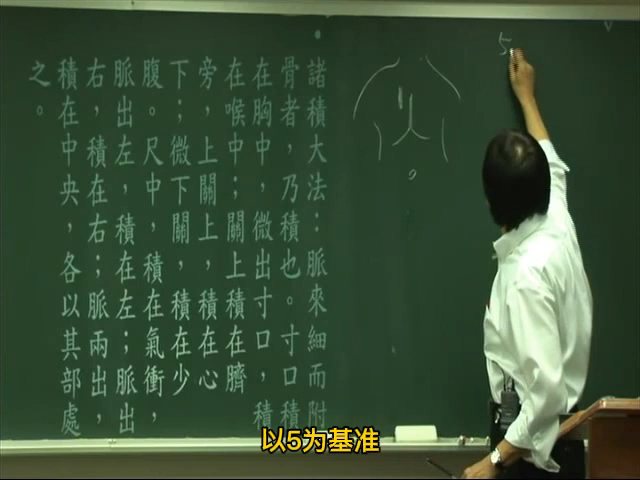 諸積大法：脈來細而附
骨者，乃積也。寸口積
在胸中，微出寸口，積
在喉中；關上積在臍
旁，上關上，積在心
下；微下關，積在少
腹。尺中，積在氣衝，
脈出左，積在左；脈出
右，積在右；脈兩出，
積在中央，各以其部處
之。
5
以5为基准